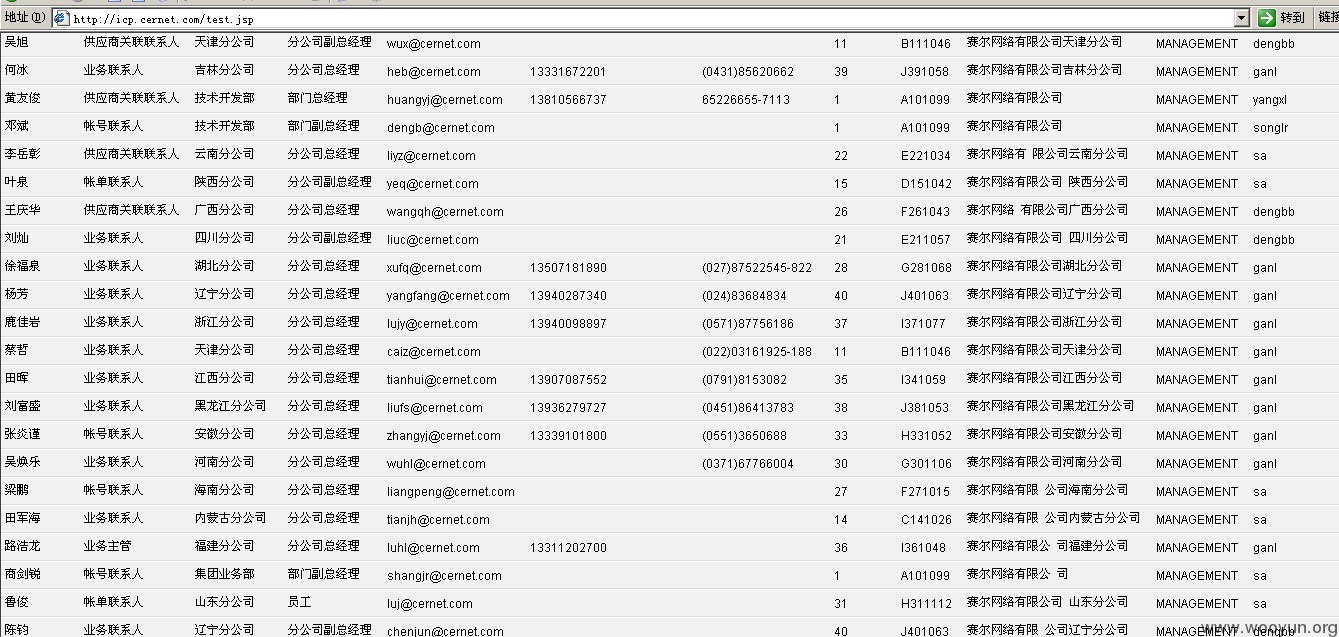 地址(D) http://icp.cernet.com/test.jsp 转到 链接
吴旭 供应商关联联系人 天津分公司 分公司副总经理 wux@cernet.com 11 B111046 赛尔网络有限公司天津分公司 MANAGEMENT dengbb
何冰 业务联系人 吉林分公司 分公司总经理 heb@cernet.com 13331672201 (0431)85620662 39 J391058 赛尔网络有限公司吉林分公司 MANAGEMENT ganl
黄友俊 供应商关联联系人 技术开发部 部门总经理 huangyj@cernet.com 13810566737 65226655-7113 1 A101099 赛尔网络有限公司 MANAGEMENT yangxl
邓斌 帐号联系人 技术开发部 部门副总经理 dengb@cernet.com 1 A101099 赛尔网络有限公司 MANAGEMENT songlr
李岳彰 供应商关联联系人 云南分公司 分公司总经理 liyz@cernet.com 22 E221034 赛尔网络有 限公司云南分公司 MANAGEMENT sa
叶泉 帐单联系人 陕西分公司 分公司副总经理 yeq@cernet.com 15 D151042 赛尔网络有限公司 陕西分公司 MANAGEMENT sa
王庆华 供应商关联联系人 广西分公司 分公司总经理 wangqh@cernet.com 26 F261043 赛尔网络 有限公司广西分公司 MANAGEMENT dengbb
刘灿 业务联系人 四川分公司 分公司副总经理 liuc@cernet.com 21 E211057 赛尔网络有限公司 四川分公司 MANAGEMENT dengbb
徐福泉 业务联系人 湖北分公司 分公司总经理 xufq@cernet.com 13507181890 (027)87522545-822 28 G281068 赛尔网络有限公司湖北分公司 MANAGEMENT ganl
杨芳 业务联系人 辽宁分公司 分公司总经理 yangfang@cernet.com 13940287340 (024)83684834 40 J401063 赛尔网络有限公司辽宁分公司 MANAGEMENT ganl
鹿佳岩 业务联系人 浙江分公司 分公司总经理 lujy@cernet.com 13940098897 (0571)87756186 37 I371077 赛尔网络有限公司浙江分公司 MANAGEMENT ganl
蔡哲 业务联系人 天津分公司 分公司总经理 caiz@cernet.com (022)03161925-188 11 B111046 赛尔网络有限公司天津分公司 MANAGEMENT ganl
田晖 业务联系人 江西分公司 分公司总经理 tianhui@cernet.com 13907087552 (0791)8153082 35 I341059 赛尔网络有限公司江西分公司 MANAGEMENT ganl
刘富盛 业务联系人 黑龙江分公司 分公司总经理 liufs@cernet.com 13936279727 (0451)86413783 38 J381053 赛尔网络有限公司黑龙江分公司 MANAGEMENT ganl
张炎谨 帐号联系人 安徽分公司 分公司总经理 zhangyj@cernet.com 13339101800 (0551)3650688 33 H331052 赛尔网络有限公司安徽分公司 MANAGEMENT ganl
吴焕乐 业务联系人 河南分公司 分公司总经理 wuhl@cernet.com (0371)67766004 30 G301106 赛尔网络有限公司河南分公司 MANAGEMENT ganl
梁鹏 帐号联系人 海南分公司 分公司总经理 liangpeng@cernet.com 27 F271015 赛尔网络有限 公司海南分公司 MANAGEMENT sa
田军海 业务联系人 内蒙古分公司 分公司总经理 tianjh@cernet.com 14 C141026 赛尔网络有限 公司内蒙古分公司 MANAGEMENT sa
路浩龙 业务主管 福建分公司 分公司总经理 luhl@cernet.com 13311202700 36 I361048 赛尔网络有限公 司福建分公司 MANAGEMENT ganl
商剑锐 帐号联系人 集团业务部 部门副总经理 shangjr@cernet.com 1 A101099 赛尔网络有限公 司 MANAGEMENT sa
鲁俊 帐单联系人 山东分公司 员工 luj@cernet.com 31 H311112 赛尔网络有限公司 山东分公司 MANAGEMENT sa
陈钧 业务联系人 辽宁分公司 分公司副总经理 chenjun@cernet.com 40 J401063 赛尔网络有限 公司辽宁分公司 MANAGEMENT dengbb
www.wooyun.org